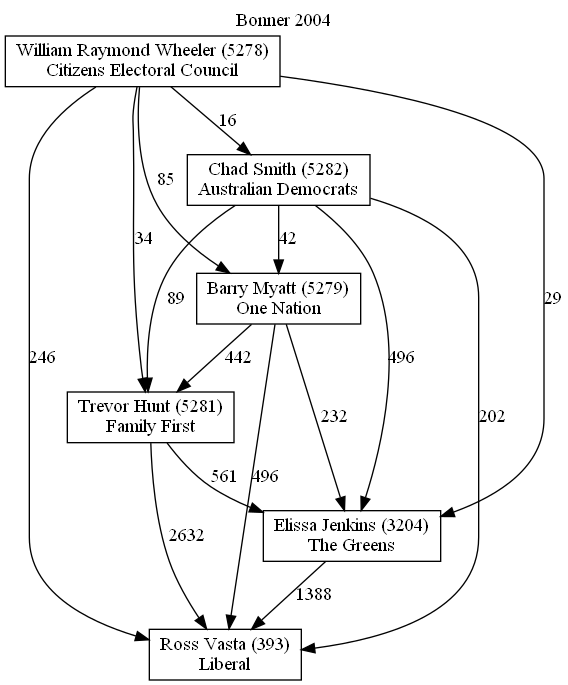 Bonner 2004
William Raymond Wheeler (5278)
Citizens Electoral Council
16
Chad Smith (5282)
Australian Democrats
85
34
42
89
Barry Myatt (5279)
One Nation
29
246
442
496
Trevor Hunt (5281)
Family First
232
202
561
496
Elissa Jenkins (3204)
The Greens
2632
1388
Ross Vasta (393)
Liberal